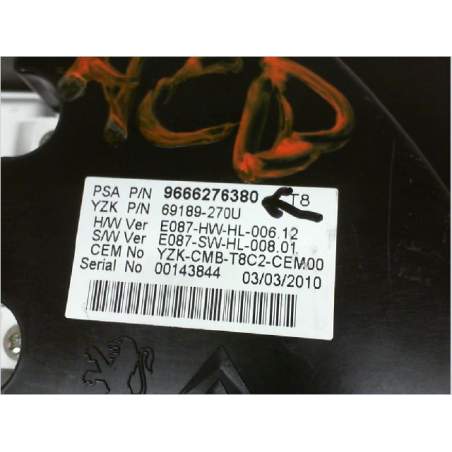 ACD
PSA P/N 9666276380 T8
YZK P/N 69189-270U
H/W Ver E087-HW-HL-006.12
S/W Ver E087-SW-HL-008.01
CEM No YZK-CMB-T8C2-CEM00
Serial No 00143844 03/03/2010